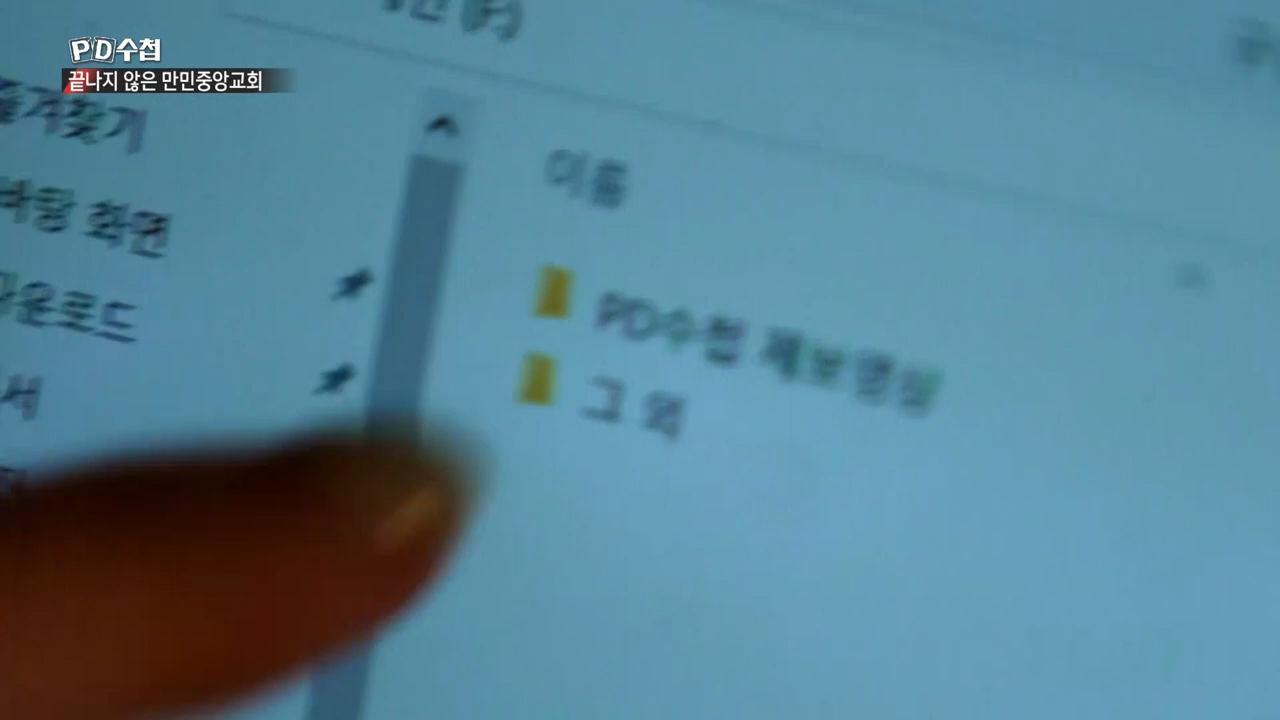 PD수첩
끝나지 않은 만민중앙교회
즐겨찾기
이름
바탕 화면
다운로드
PD수첩 제보영상
그 외